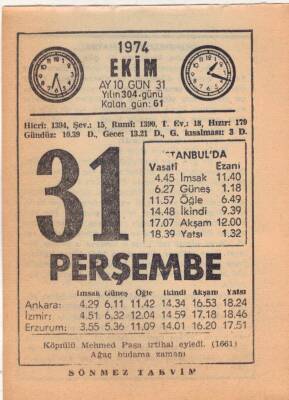 1974
EKİM
AY 10 GÜN 31
Yılın 304. günü
Kalan gün: 61
Hicrî: 1394, Şev.: 15, Rumî: 1390, T. Ev.: 18, Hızır: 179
Gündüz: 10.39 D., Gece: 13.21 D., G. kısalması: 3 D.
31
İSTANBUL'DA
Vasatî Ezanî
4.45 İmsak 11.40
6.27 Güneş 1.18
11.57 Öğle 6.49
14.48 İkindi 9.39
17.07 Akşam 12.00
18.39 Yatsı 1.32
PERŞEMBE
İmsak Güneş Öğle İkindi Akşam Yatsı
Ankara: 4.29 6.11 11.42 14.34 16.53 18.24
İzmir: 4.51 6.32 12.04 14.59 17.18 18.46
Erzurum: 3.55 5.36 11.09 14.01 16.20 17.51
Köprülü Mehmed Paşa irtihal eyledi. (1661)
Ağaç budama zamanı
SÖNMEZ TAKVİM